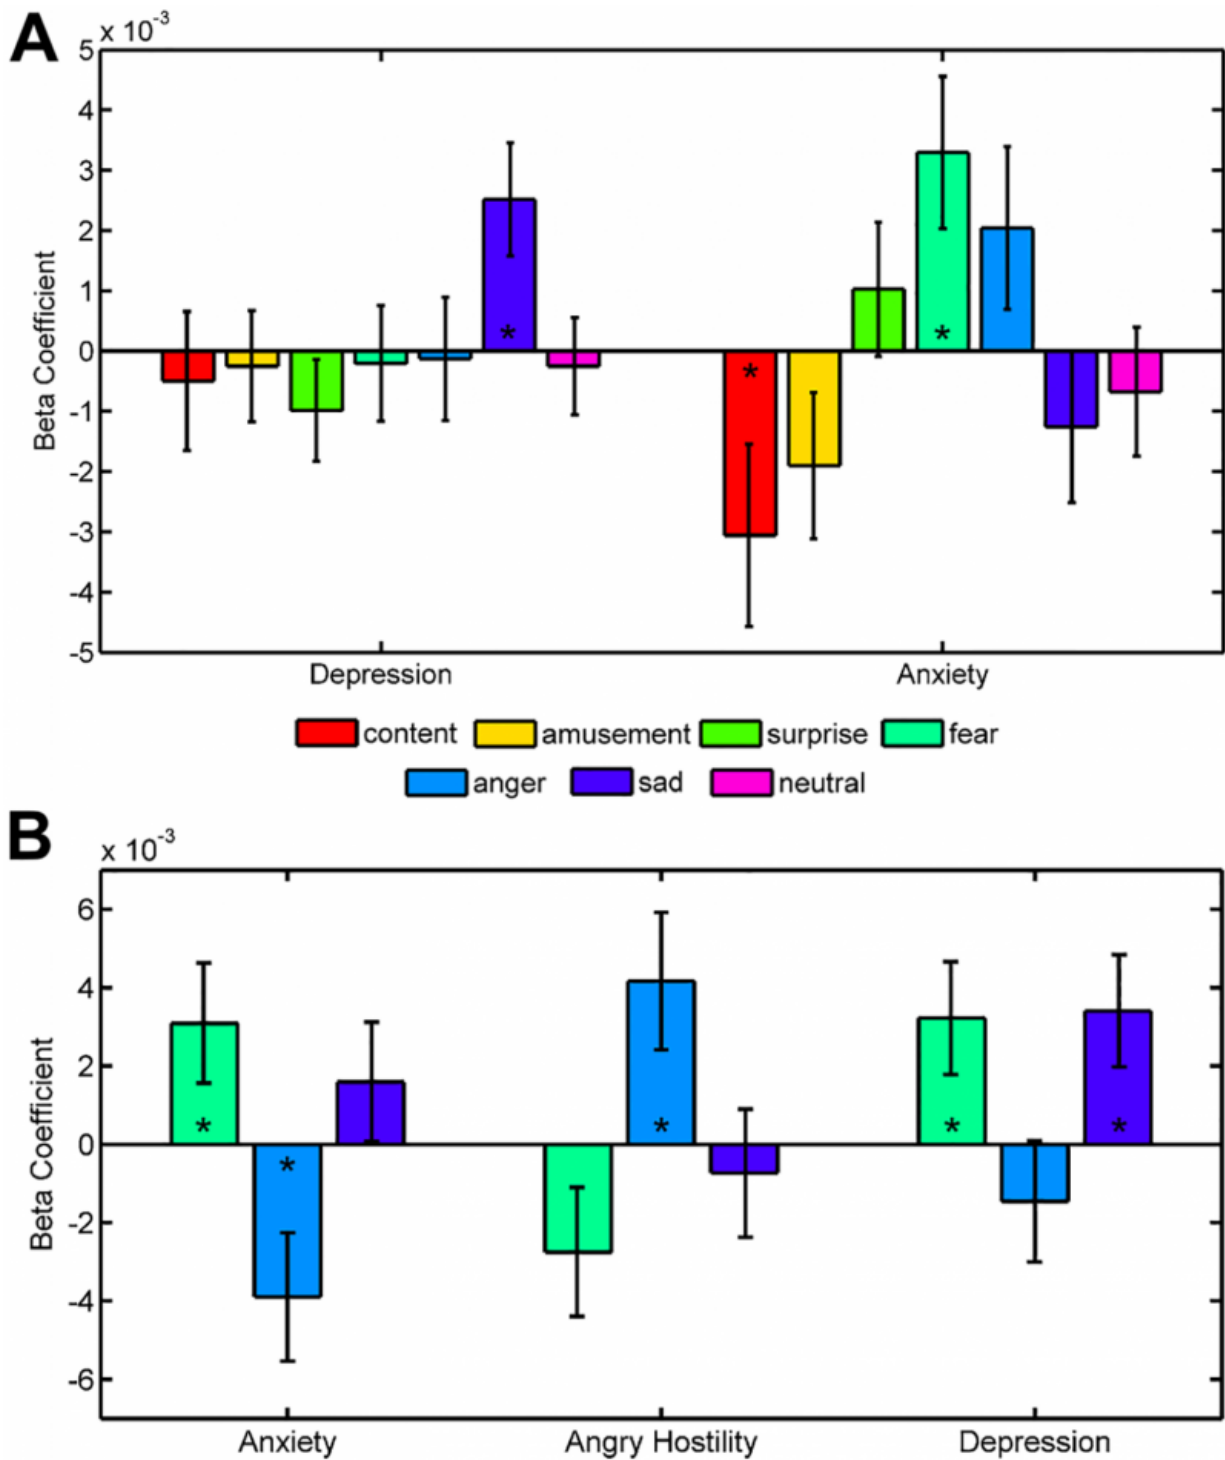 A
x 10-3
5
4
3
2
1
0
-1
-2
-3
-4
-5
Beta Coefficient
* * *
Depression Anxiety
content amusement surprise fear
anger sad neutral
B
x 10-3
6
4
2
0
-2
-4
-6
Beta Coefficient
* * * * *
Anxiety Angry Hostility Depression